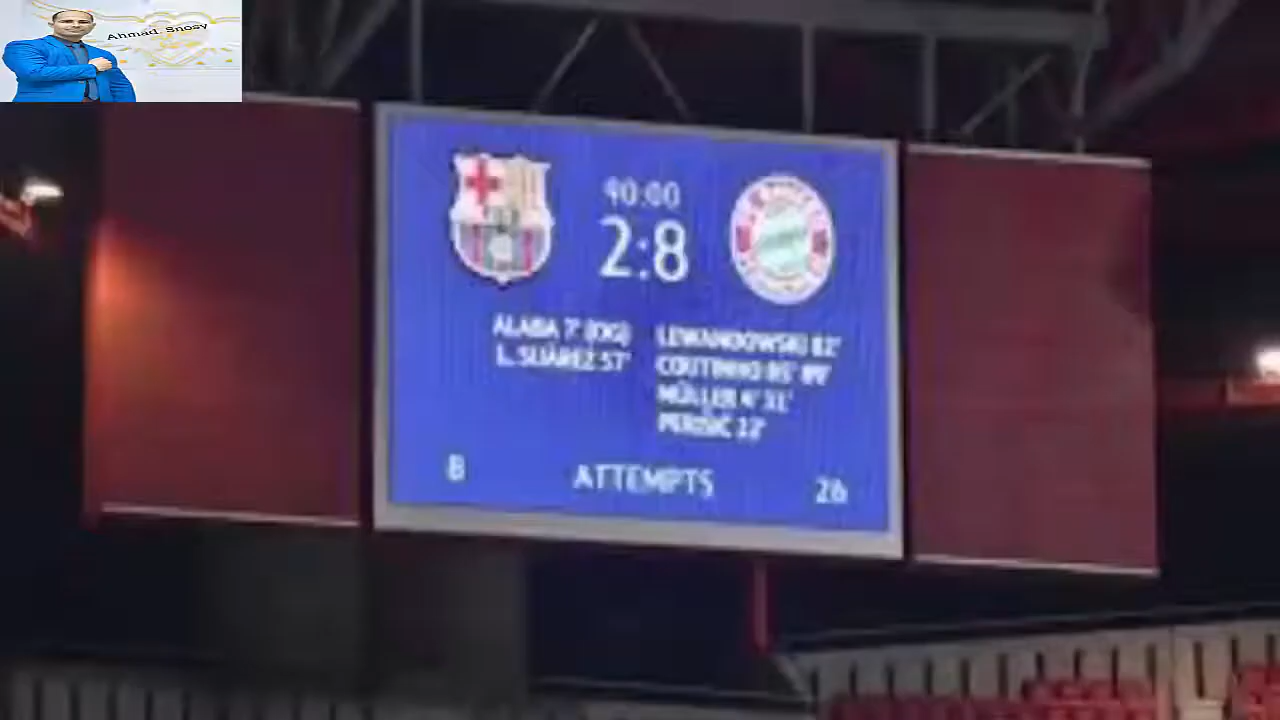 Ahmad Snosy
90:00
2:8
ALABA 7' (OG)
L. SUÁREZ 57'
LEWANDOWSKI 82'
COUTINHO 85' 89'
MÜLLER 4' 31'
PERIŠIĆ 22'
8 ATTEMPTS 26